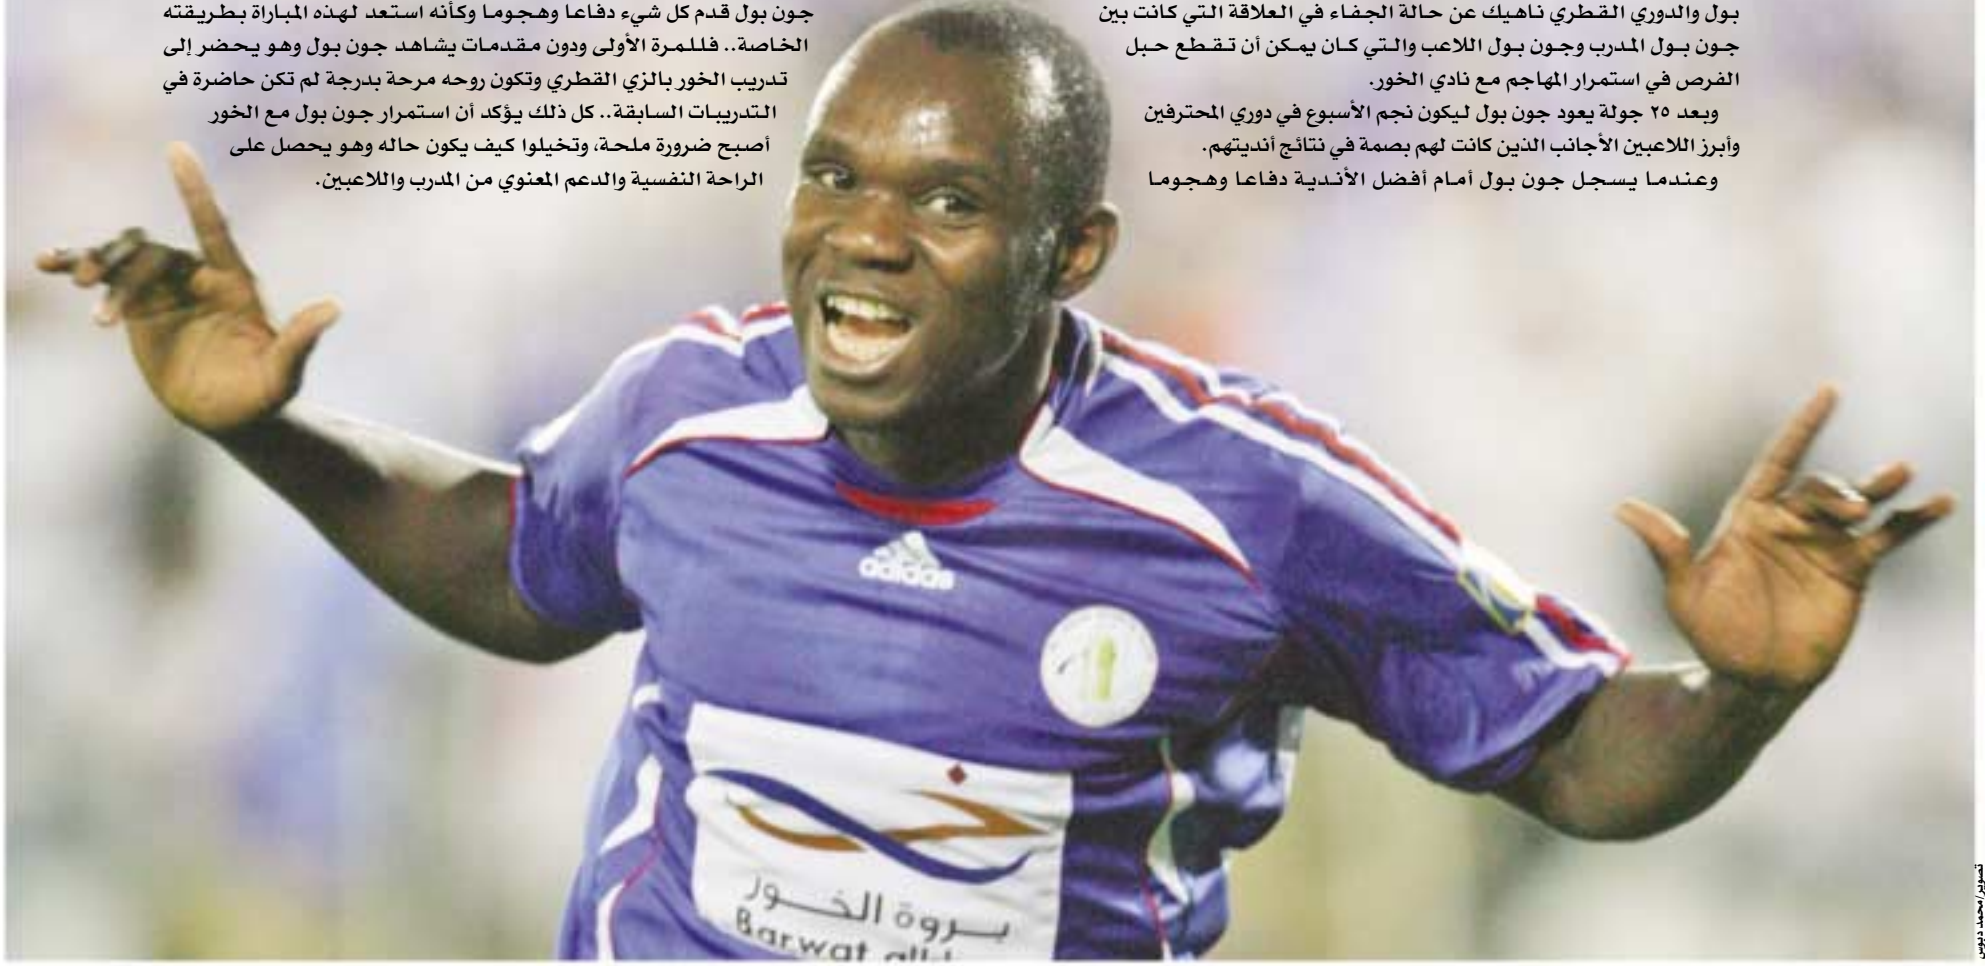 بول والدوري القطري ناهيك عن حالة الجفاء في العلاقة التي كانت بين
جون بول المدرب وجون بول اللاعب والتي كان يمكن أن تقطع حبل
الفرص في استمرار المهاجم مع نادي الخور.
وبعد ٢٥ جولة يعود جون بول ليكون نجم الأسبوع في دوري المحترفين
وأبرز اللاعبين الأجانب الذين كانت لهم بصمة في نتائج أنديتهم.
وعندما يسجل جون بول أمام أفضل الأندية دفاعا وهجوما
جون بول قدم كل شيء دفاعا وهجوما وكأنه استعد لهذه المباراة بطريقته
الخاصة.. فللمرة الأولى ودون مقدمات يشاهد جون بول وهو يحضر إلى
تدريب الخور بالزي القطري وتكون روحه مرحة بدرجة لم تكن حاضرة في
التدريبات السابقة.. كل ذلك يؤكد أن استمرار جون بول مع الخور
أصبح ضرورة ملحة، وتخيلوا كيف يكون حاله وهو يحصل على
الراحة النفسية والدعم المعنوي من المدرب واللاعبين.
adidas
بروة الخور
Barwat
تصوير/محمد دبوس